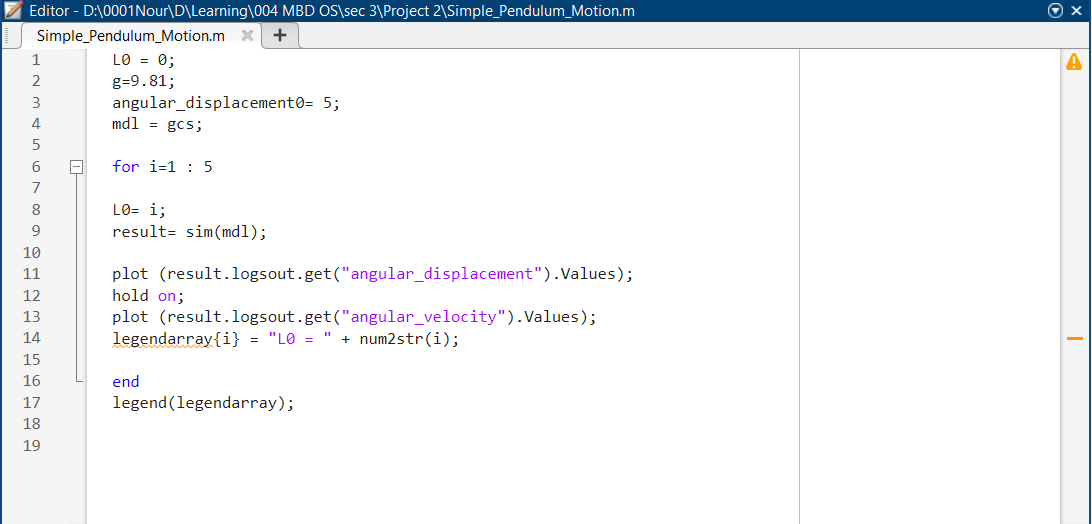 Editor - D:\0001Nour\D\Learning\004 MBD OS\sec 3\Project 2\Simple_Pendulum_Motion.m
Simple_Pendulum_Motion.m
1 L0 = 0;
2 g=9.81;
3 angular_displacement0= 5;
4 mdl = gcs;
5
6 for i=1 : 5
7
8 L0= i;
9 result= sim(mdl);
10
11 plot (result.logsout.get("angular_displacement").Values);
12 hold on;
13 plot (result.logsout.get("angular_velocity").Values);
14 legendarray{i} = "L0 = " + num2str(i);
15
16 end
17 legend(legendarray);
18
19